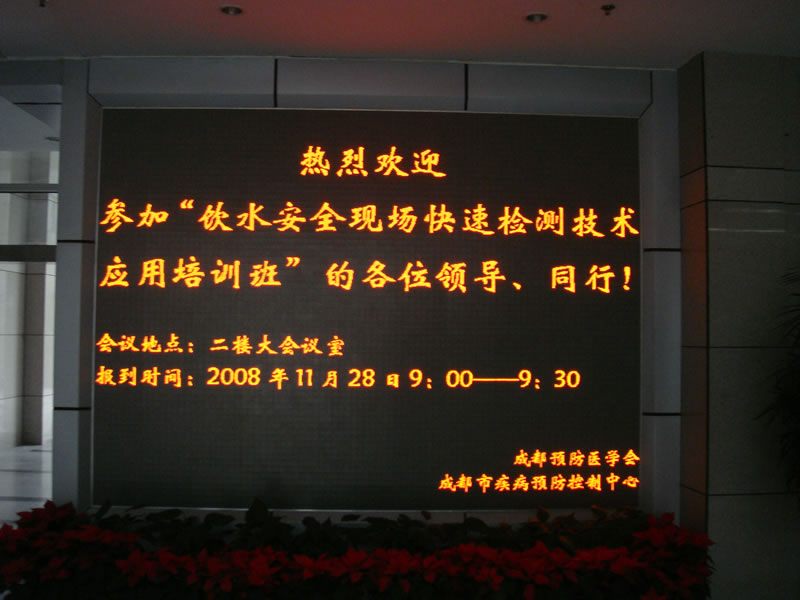 热烈欢迎
参加“饮水安全现场快速检测技术
应用培训班”的各位领导、同行！
会议地点：二楼大会议室
报到时间：2008年11月28日9：00——9：30
成都预防医学会
成都市疾病预防控制中心